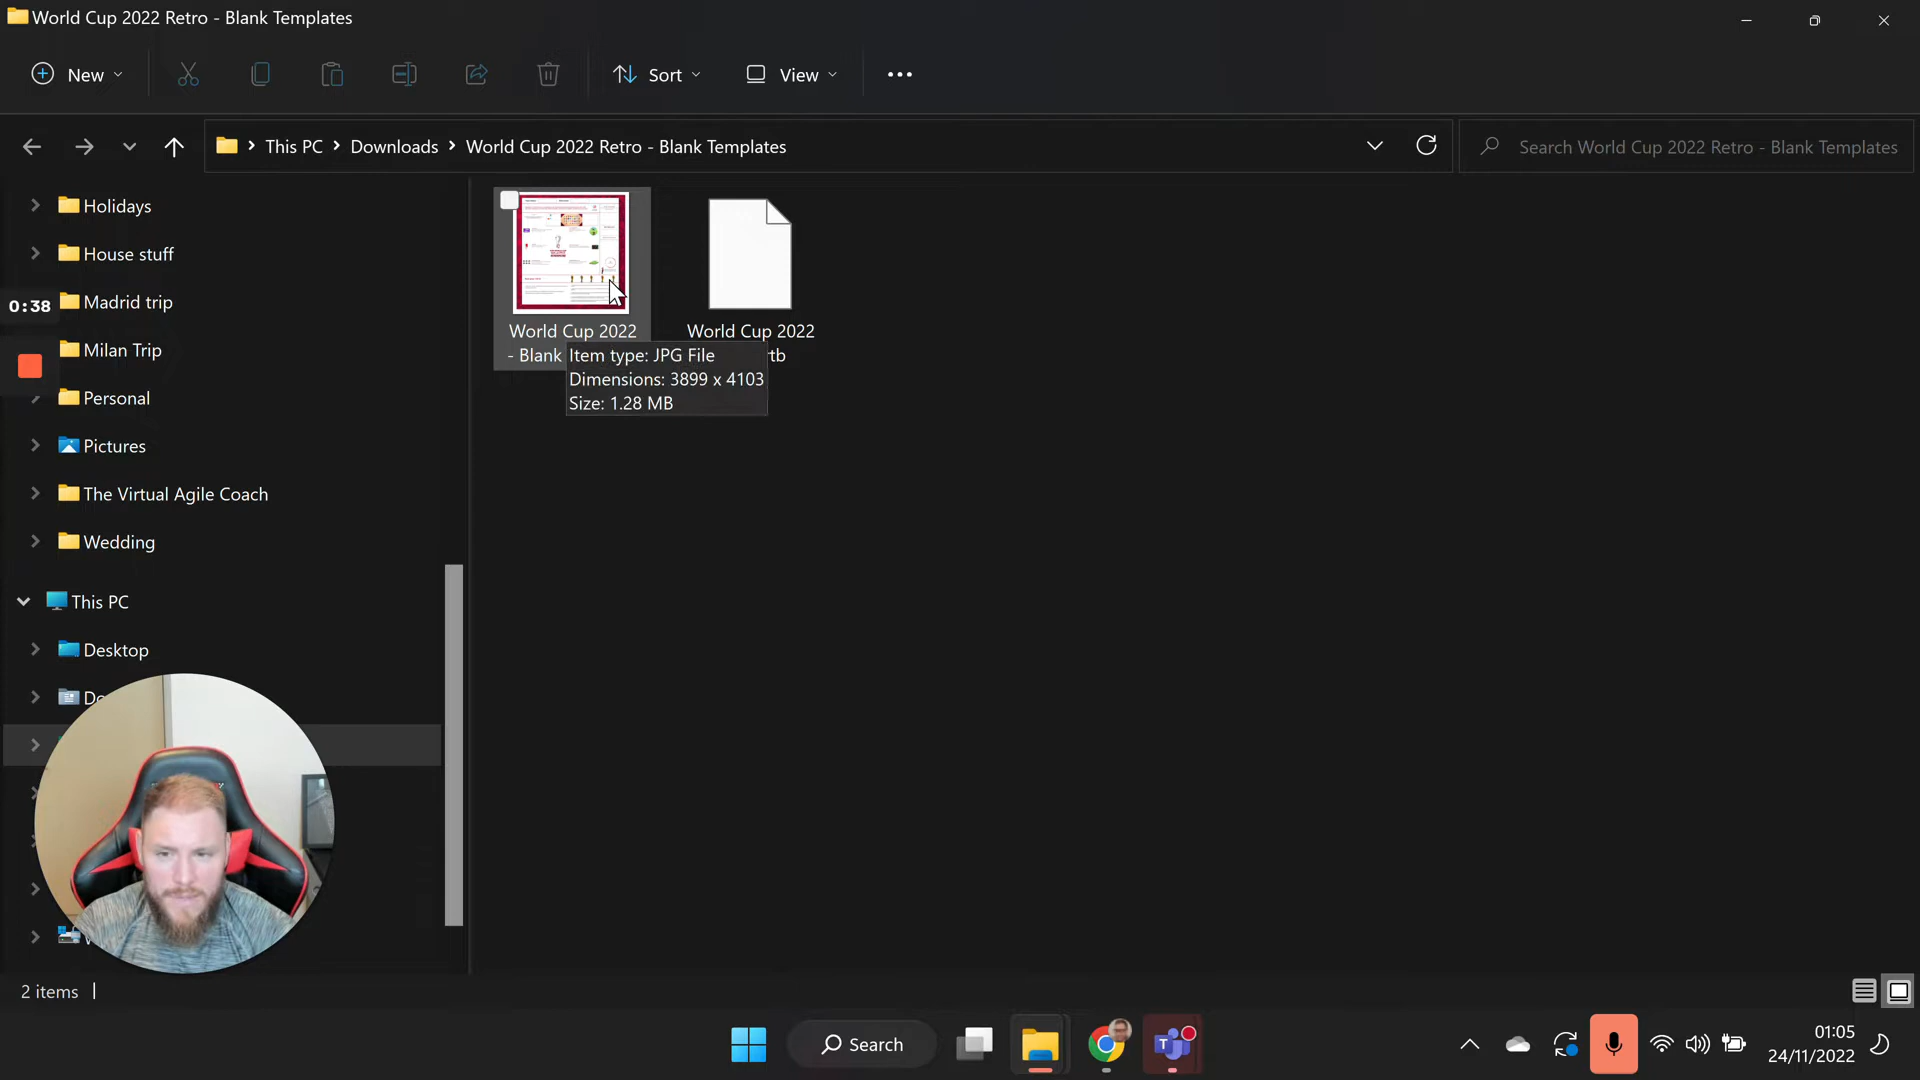 World Cup 2022 Retro - Blank Templates
New
Sort
View
This PC
Downloads
World Cup 2022 Retro - Blank Templates
Search World Cup 2022 Retro - Blank Templates
Holidays
House stuff
0:38
Madrid trip
Milan Trip
Personal
Pictures
The Virtual Agile Coach
Wedding
This PC
Desktop
World Cup 2022
- Blank
World Cup 2022
rtb
Item type: JPG File
Dimensions: 3899 x 4103
Size: 1.28 MB
2 items
Search
01:05
24/11/2022